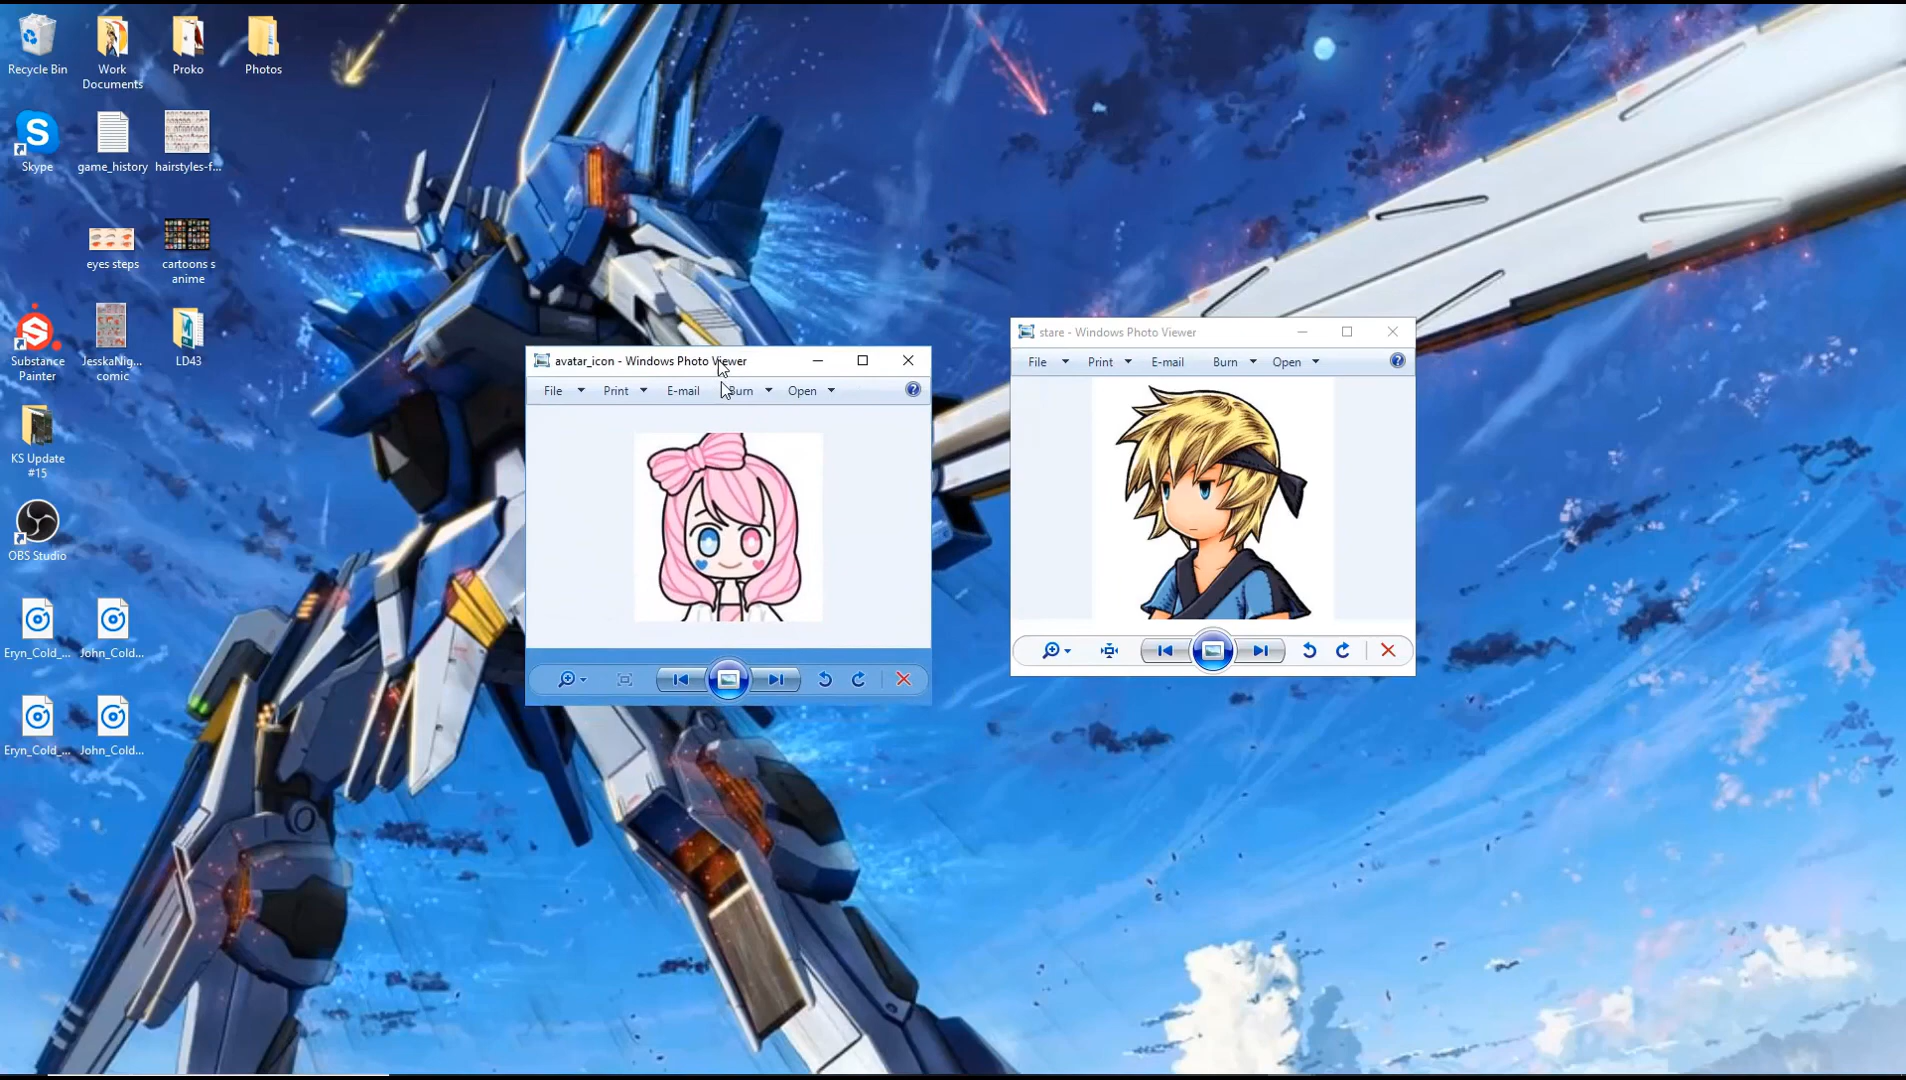 Recycle Bin
Work
Documents
Proko
Photos
Skype
game_history
hairstyles-f...
eyes steps
cartoons s
anime
Substance
Painter
JesskaNig...
comic
LD43
KS Update
#15
OBS Studio
Eryn_Cold_...
John_Cold...
Eryn_Cold_...
John_Cold...
avatar_icon - Windows Photo Viewer
File
Print
E-mail
Burn
Open
stare - Windows Photo Viewer
File
Print
E-mail
Burn
Open